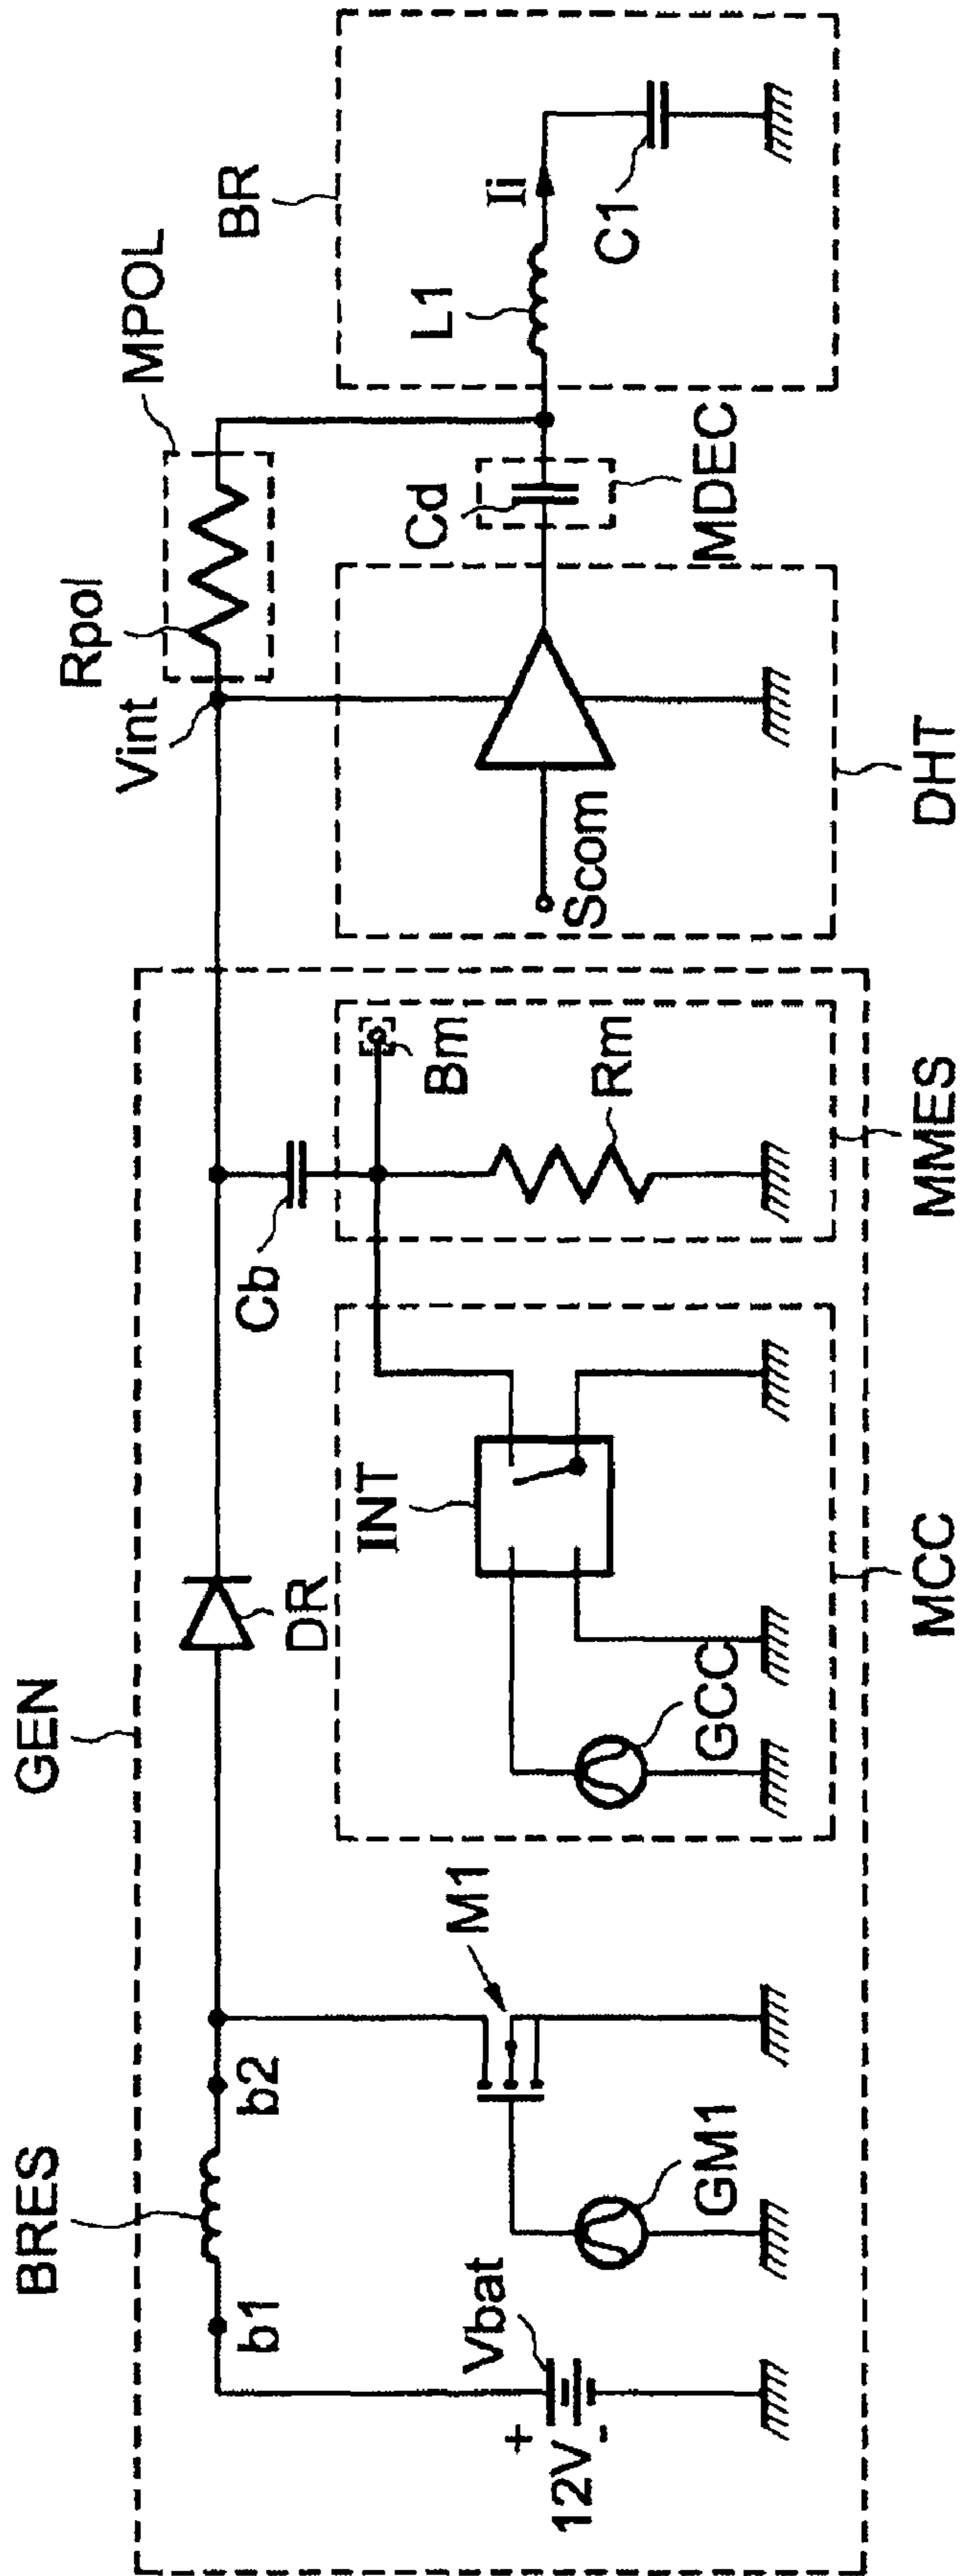 GEN
BRES
b1
b2
Vbat
+
12V
-
GM1
M1
DR
INT
GCC
MCC
Cb
Bm
Rm
MMES
Vint
Rpol
MPOL
Scom
DHT
Cd
MDEC
BR
L1
Ii
C1